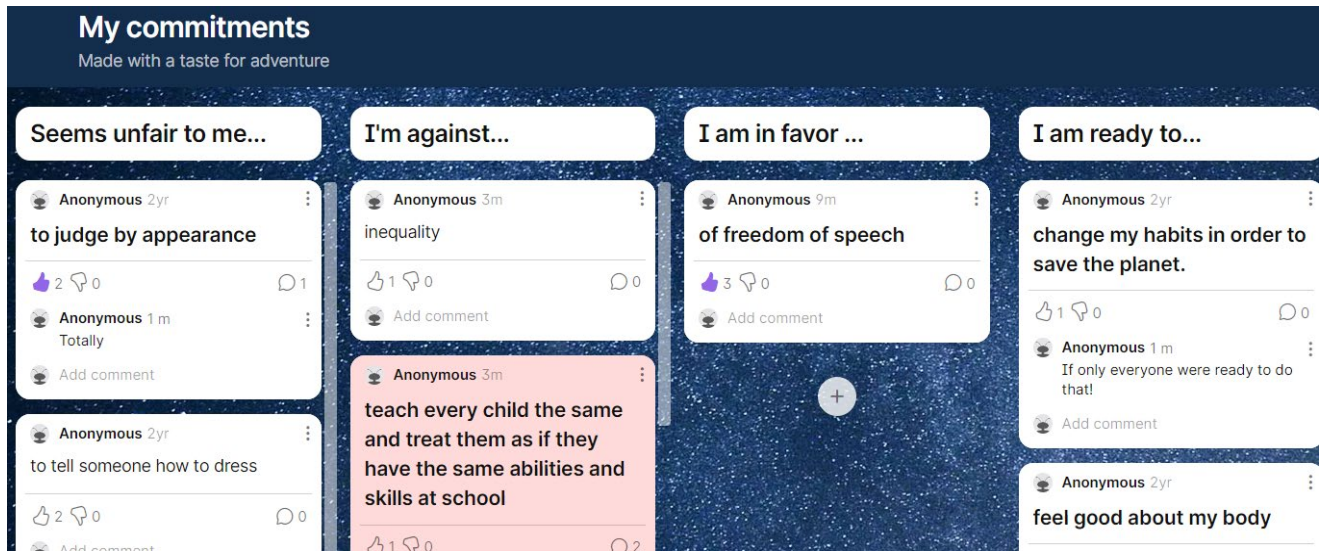 My commitments
Made with a taste for adventure
Seems unfair to me...
Anonymous 2yr
to judge by appearance
2 0 1
Anonymous 1 m
Totally
Add comment
Anonymous 2yr
to tell someone how to dress
2 0 0
Add comment
I'm against...
Anonymous 3m
inequality
1 0 0
Add comment
Anonymous 3m
teach every child the same
and treat them as if they
have the same abilities and
skills at school
1 0 2
I am in favor ...
Anonymous 9m
of freedom of speech
3 0 0
Add comment
I am ready to...
Anonymous 2yr
change my habits in order to
save the planet.
1 0 0
Anonymous 1 m
If only everyone were ready to do
that!
Add comment
Anonymous 2yr
feel good about my body